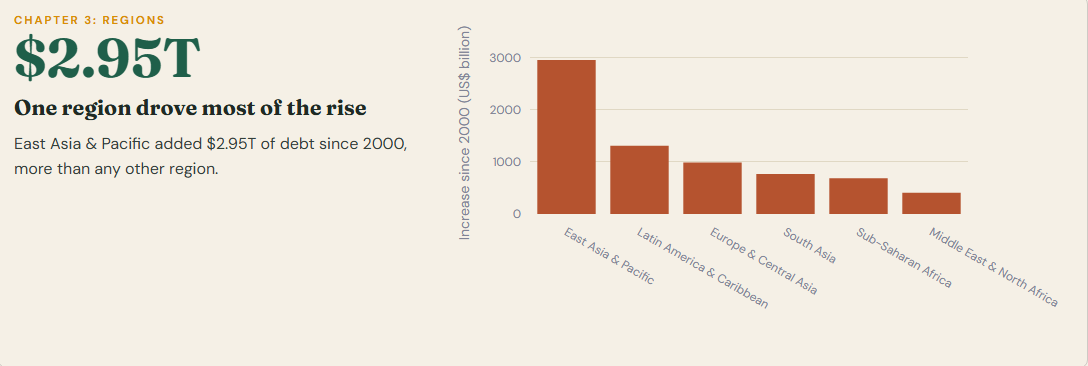 CHAPTER 3: REGIONS
$2.95T
One region drove most of the rise
East Asia & Pacific added $2.95T of debt since 2000,
more than any other region.
Increase since 2000 (US$ billion)
3000
2000
1000
0
East Asia & Pacific
Latin America & Caribbean
Europe & Central Asia
South Asia
Sub-Saharan Africa
Middle East & North Africa